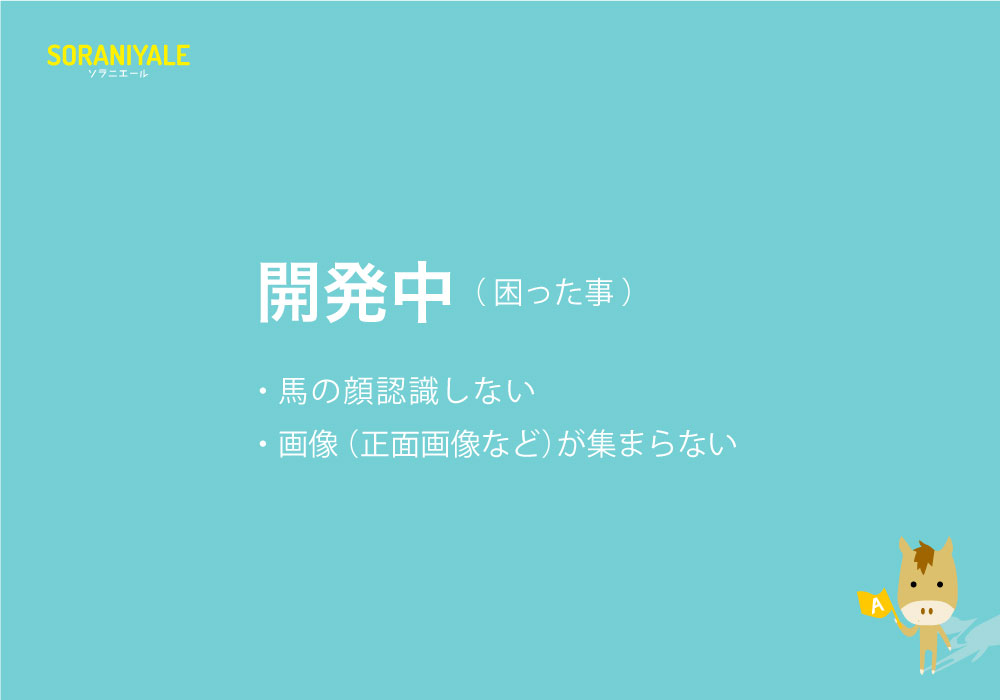 SORANIYALE
ソラニエール
開発中（困った事）
・馬の顔認識しない
・画像（正面画像など）が集まらない
A